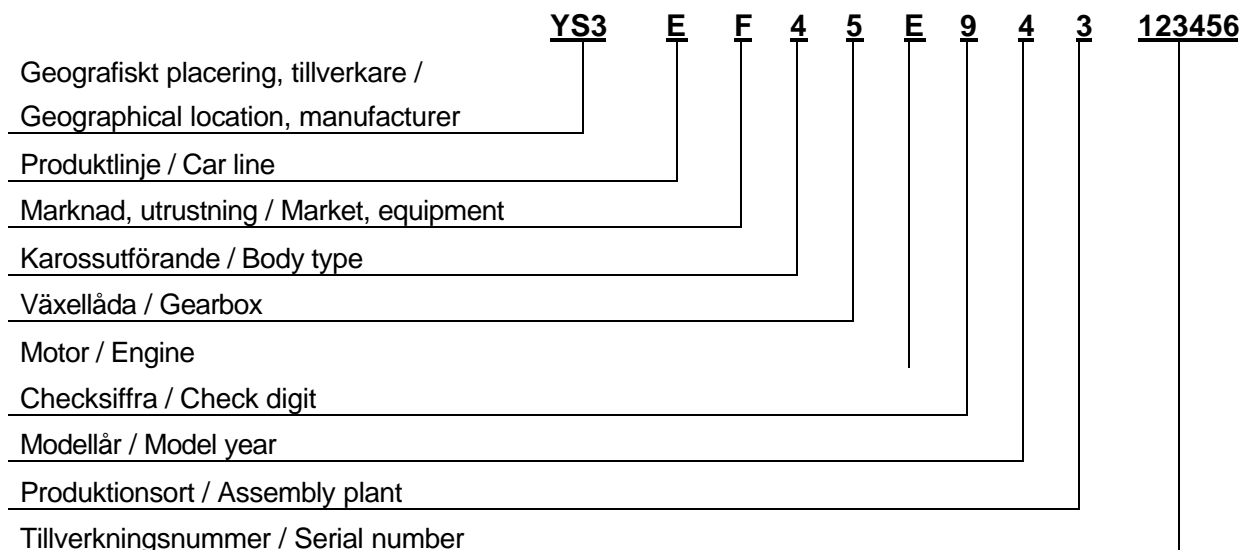 YS3 E F 4 5 E 9 4 3 123456
Geografiskt placering, tillverkare /
Geographical location, manufacturer
Produktlinje / Car line
Marknad, utrustning / Market, equipment
Karossutförande / Body type
Växellåda / Gearbox
Motor / Engine
Checksiffra / Check digit
Modellår / Model year
Produktionsort / Assembly plant
Tillverkningsnummer / Serial number